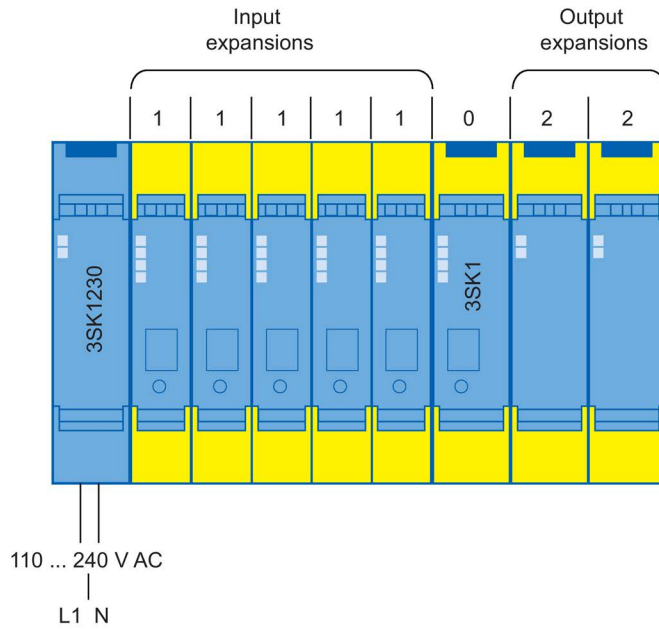 Input
expansions
Output
expansions
1 1 1 1 1 0 2 2
3SK1230
3SK1
110 ... 240 V AC
L1 N